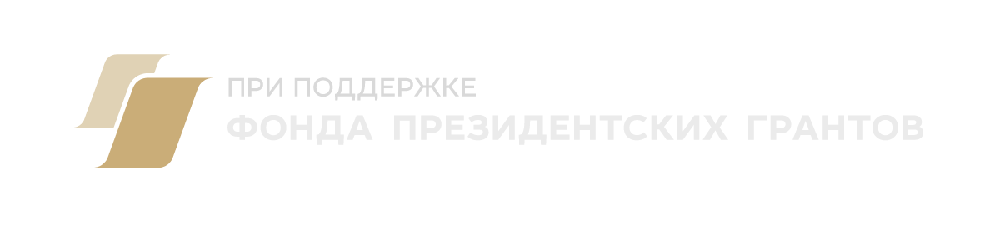 ПРИ ПОДДЕРЖКЕ
ФОНДА ПРЕЗИДЕНТСКИХ ГРАНТОВ